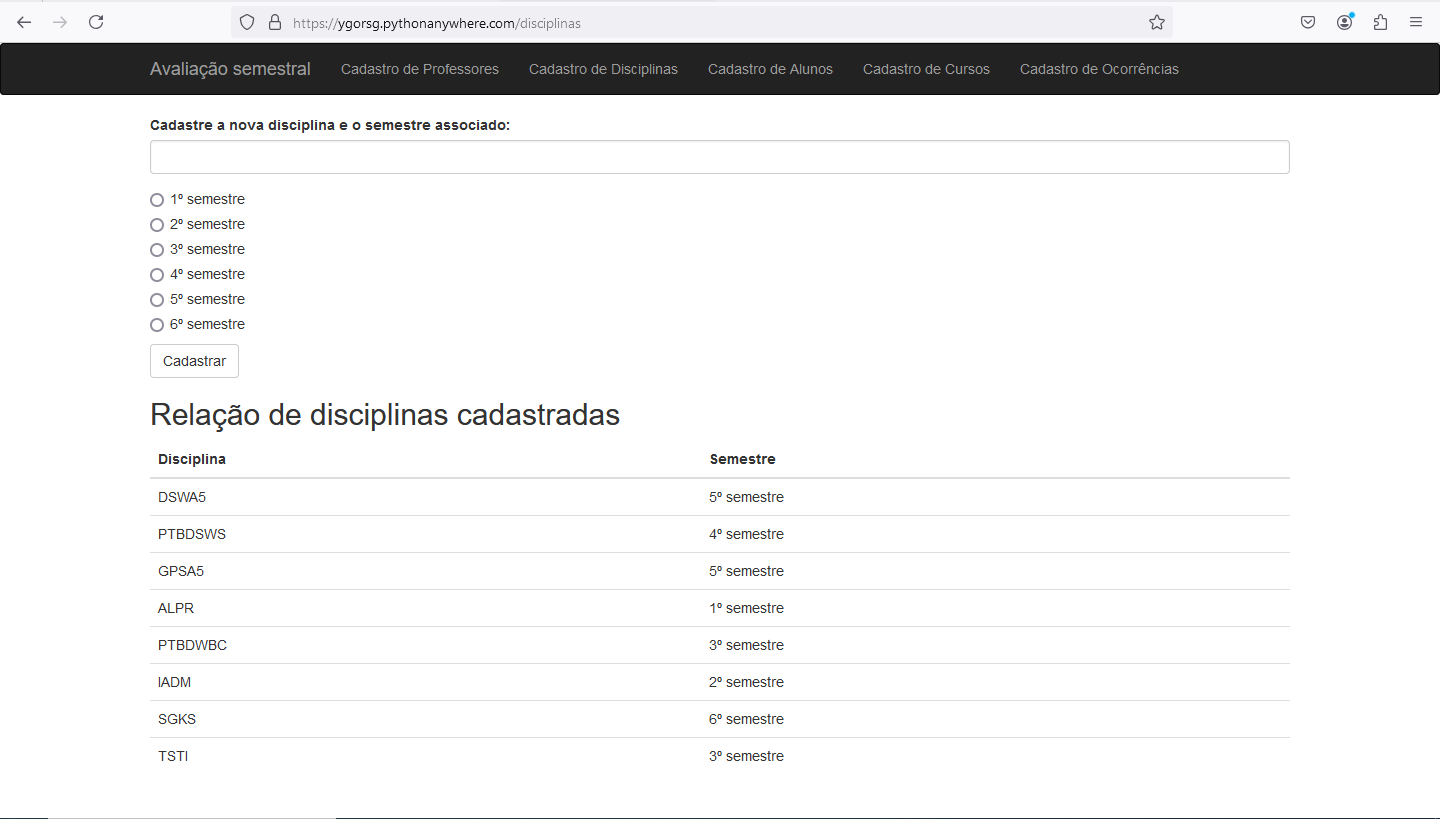 https://ygorsg.pythonanywhere.com/disciplinas
Avaliação semestral Cadastro de Professores Cadastro de Disciplinas Cadastro de Alunos Cadastro de Cursos Cadastro de Ocorrências
Cadastre a nova disciplina e o semestre associado:
1º semestre
2º semestre
3º semestre
4º semestre
5º semestre
6º semestre
Cadastrar
Relação de disciplinas cadastradas
Disciplina Semestre
DSWA5 5º semestre
PTBDSWS 4º semestre
GPSA5 5º semestre
ALPR 1º semestre
PTBDWBC 3º semestre
IADM 2º semestre
SGKS 6º semestre
TSTI 3º semestre